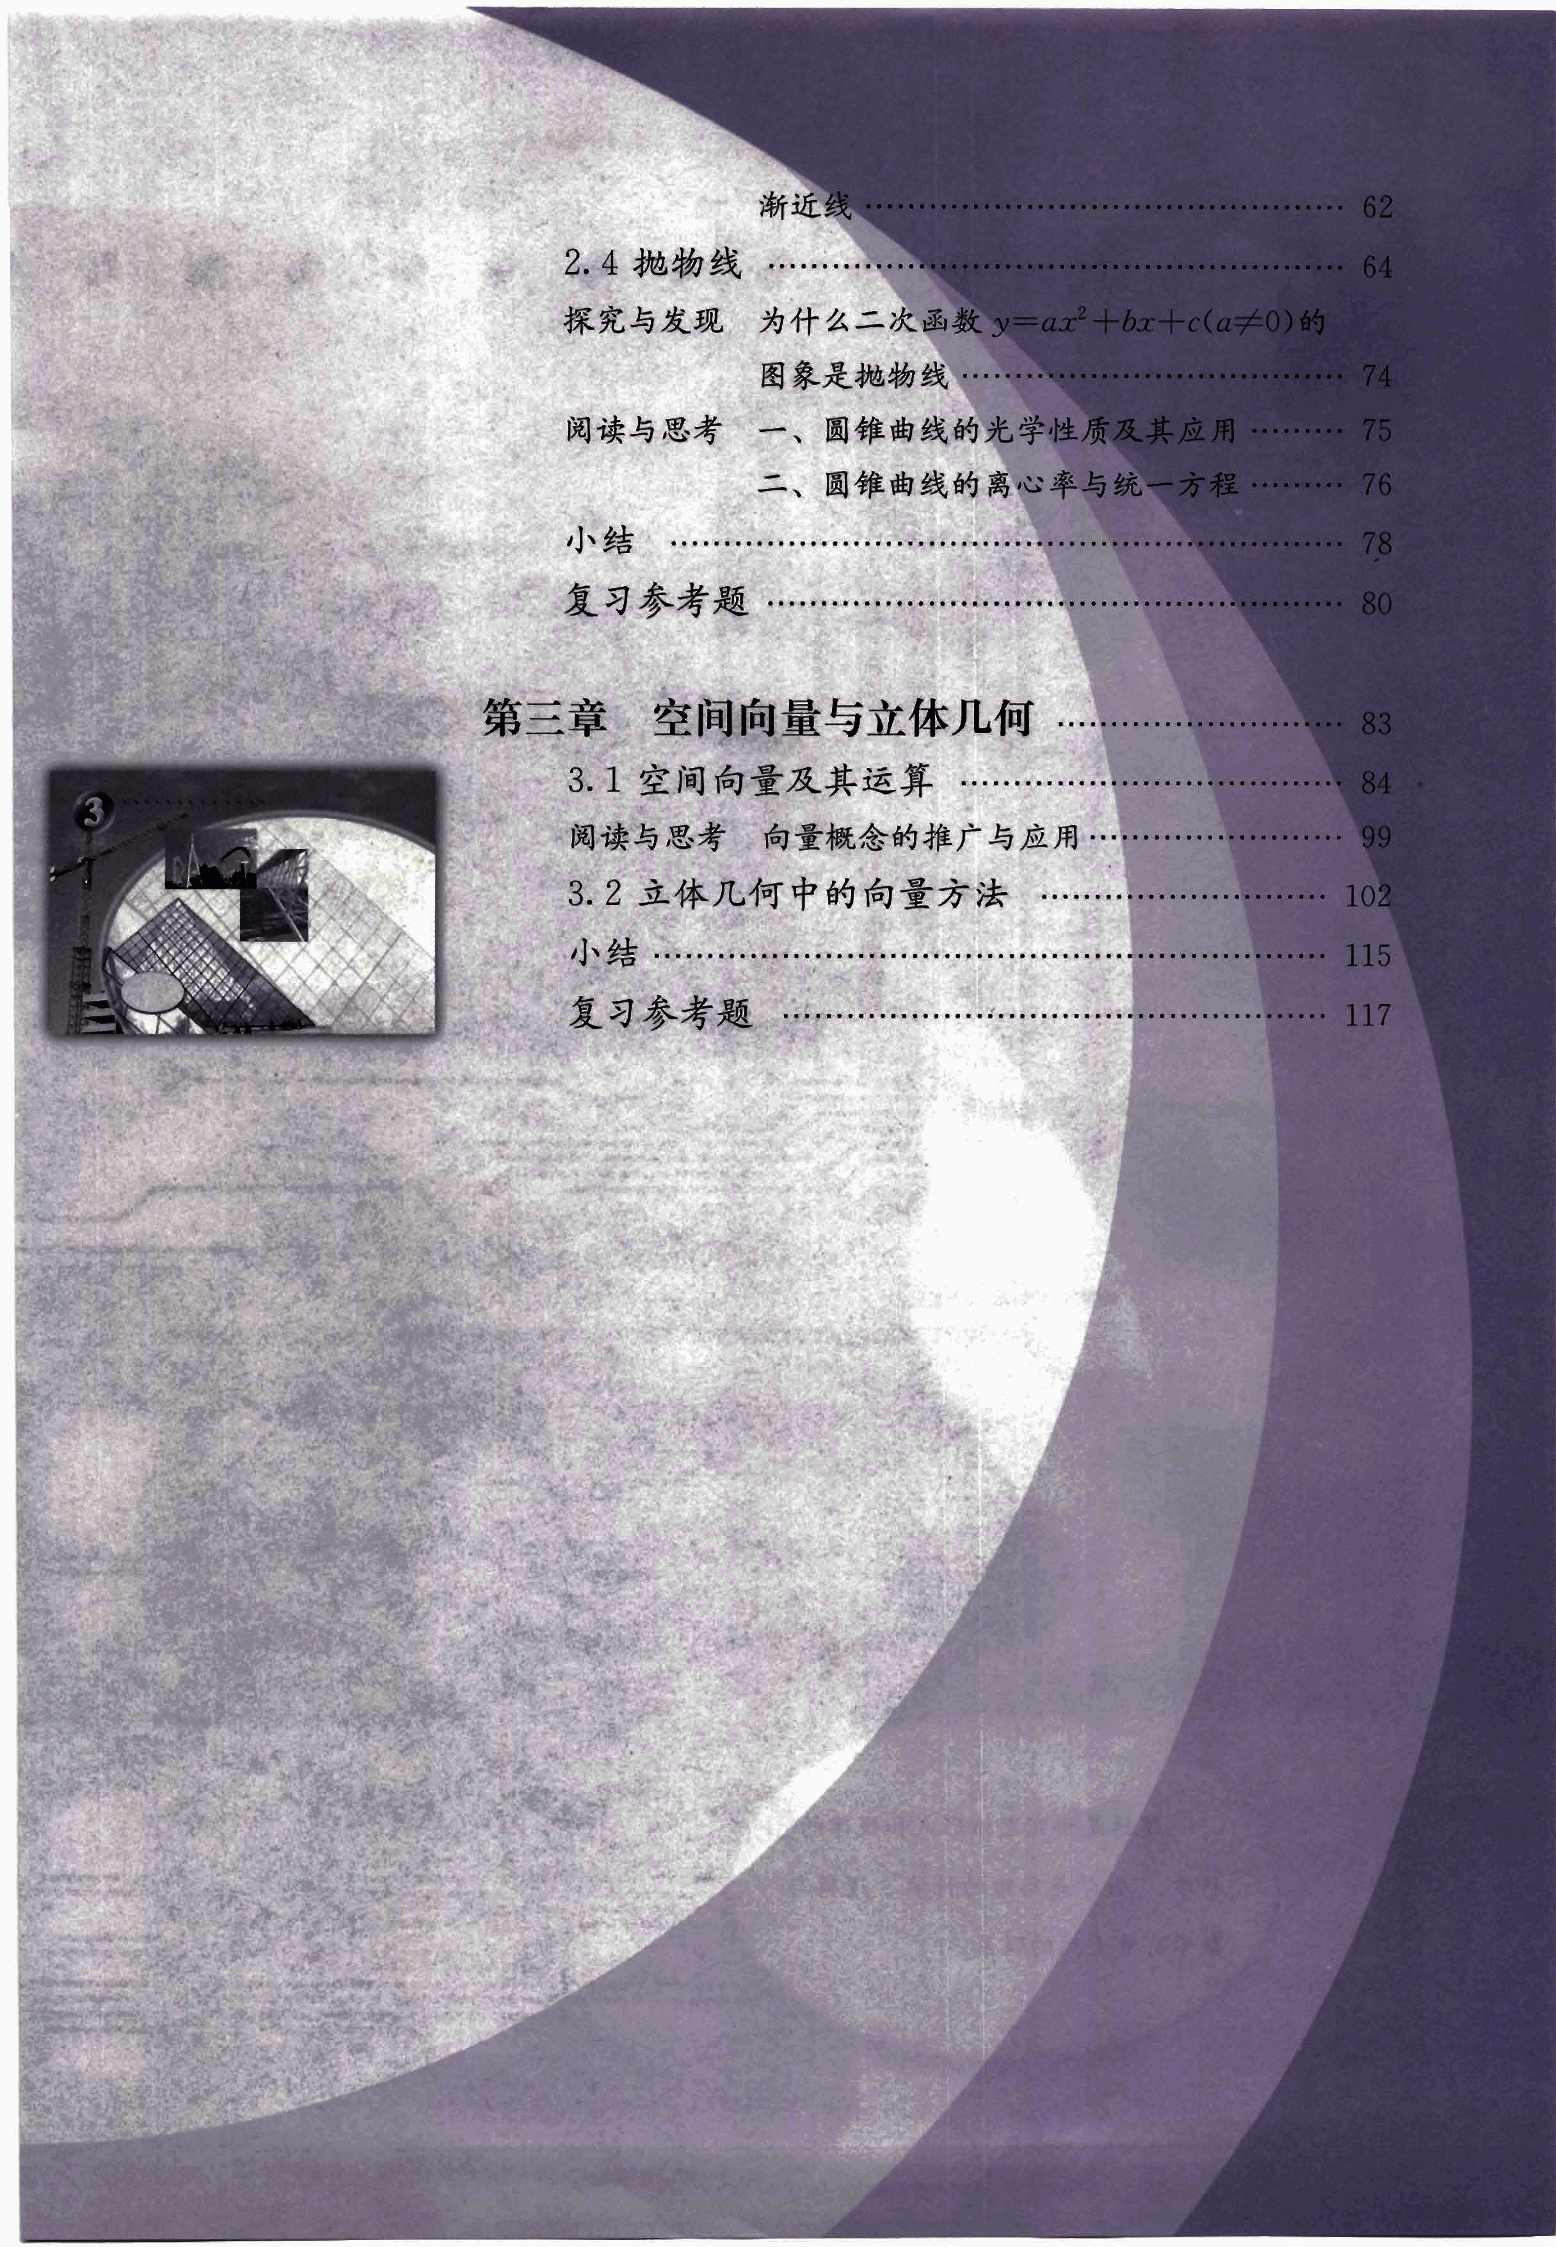 渐近线 …… 62
2.4 抛物线 …… 64
探究与发现 为什么二次函数 y=ax²+bx+c(a≠0)的
图象是抛物线 …… 74
阅读与思考 一、圆锥曲线的光学性质及其应用 …… 75
二、圆锥曲线的离心率与统一方程 …… 76
小结 …… 78
复习参考题 …… 80
第三章 空间向量与立体几何 …… 83
3.1 空间向量及其运算 …… 84
3
阅读与思考 向量概念的推广与应用 …… 99
3.2 立体几何中的向量方法 …… 102
小结 …… 115
复习参考题 …… 117